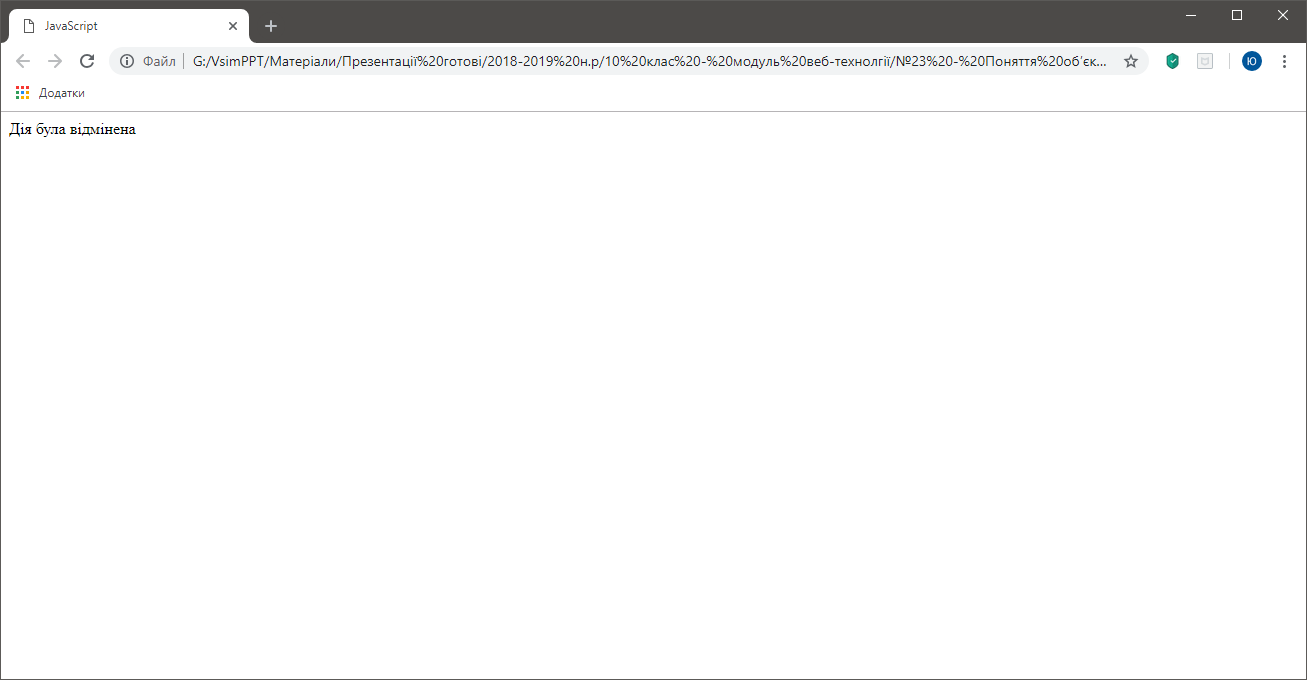 JavaScript
Файл
G:/VsimPPT/Матеріали/Презентації%20готові/2018-2019%20н.р/10%20клас%20-%20модуль%20веб-технолгії/№23%20-%20Поняття%20об'єк...
Ю
Додатки
Дія була відмінена